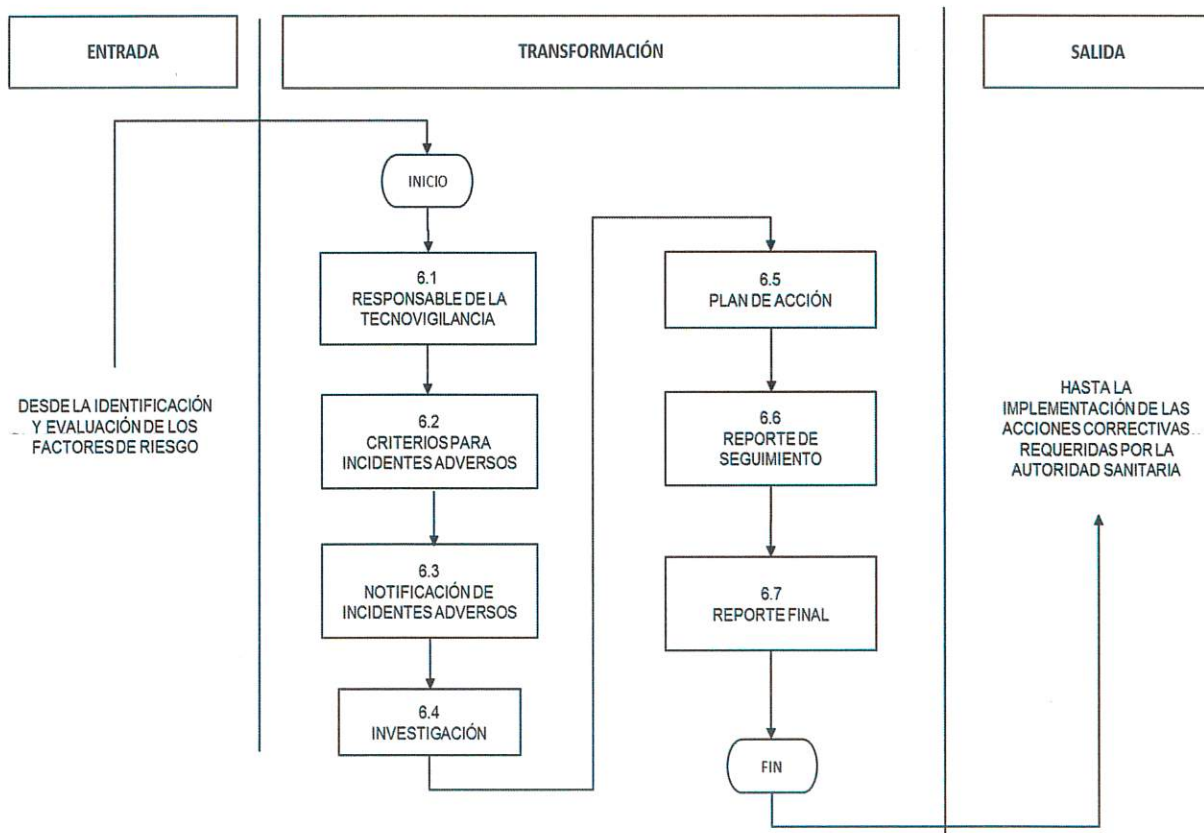 ENTRADA
TRANSFORMACIÓN
SALIDA
INICIO
6.1
RESPONSABLE DE LA
TECNOVIGILANCIA
6.2
CRITERIOS PARA
INCIDENTES ADVERSOS
6.3
NOTIFICACIÓN DE
INCIDENTES ADVERSOS
6.4
INVESTIGACIÓN
6.5
PLAN DE ACCIÓN
6.6
REPORTE DE
SEGUIMIENTO
6.7
REPORTE FINAL
FIN
DESDE LA IDENTIFICACIÓN
Y EVALUACIÓN DE LOS
FACTORES DE RIESGO
HASTA LA
IMPLEMENTACIÓN DE LAS
ACCIONES CORRECTIVAS
REQUERIDAS POR LA
AUTORIDAD SANITARIA